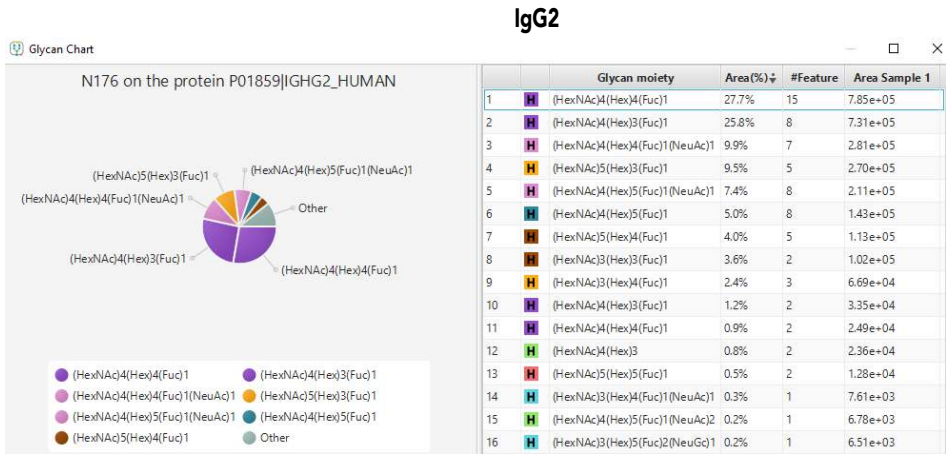 IgG2
Glycan Chart
N176 on the protein P01859|IGHG2_HUMAN
(HexNAc)5(Hex)3(Fuc)1
(HexNAc)4(Hex)5(Fuc)1(NeuAc)1
(HexNAc)4(Hex)4(Fuc)1(NeuAc)1
Other
(HexNAc)4(Hex)3(Fuc)1
(HexNAc)4(Hex)4(Fuc)1
(HexNAc)4(Hex)4(Fuc)1 (HexNAc)4(Hex)3(Fuc)1
(HexNAc)4(Hex)4(Fuc)1(NeuAc)1 (HexNAc)5(Hex)3(Fuc)1
(HexNAc)4(Hex)5(Fuc)1(NeuAc)1 (HexNAc)4(Hex)5(Fuc)1
(HexNAc)5(Hex)4(Fuc)1 Other
Glycan moiety Area(%) #Feature Area Sample 1
1 H (HexNAc)4(Hex)4(Fuc)1 27.7% 15 7.85e+05
2 H (HexNAc)4(Hex)3(Fuc)1 25.8% 8 7.31e+05
3 H (HexNAc)4(Hex)4(Fuc)1(NeuAc)1 9.9% 7 2.81e+05
4 H (HexNAc)5(Hex)3(Fuc)1 9.5% 5 2.70e+05
5 H (HexNAc)4(Hex)5(Fuc)1(NeuAc)1 7.4% 8 2.11e+05
6 H (HexNAc)4(Hex)5(Fuc)1 5.0% 8 1.43e+05
7 H (HexNAc)5(Hex)4(Fuc)1 4.0% 5 1.13e+05
8 H (HexNAc)3(Hex)3(Fuc)1 3.6% 2 1.02e+05
9 H (HexNAc)3(Hex)4(Fuc)1 2.4% 3 6.69e+04
10 H (HexNAc)4(Hex)3(Fuc)1 1.2% 2 3.35e+04
11 H (HexNAc)4(Hex)4(Fuc)1 0.9% 2 2.49e+04
12 H (HexNAc)4(Hex)3 0.8% 2 2.36e+04
13 H (HexNAc)5(Hex)5(Fuc)1 0.5% 2 1.28e+04
14 H (HexNAc)3(Hex)4(Fuc)1(NeuAc)1 0.3% 1 7.61e+03
15 H (HexNAc)4(Hex)5(Fuc)1(NeuAc)2 0.2% 1 6.78e+03
16 H (HexNAc)3(Hex)5(Fuc)2(NeuGc)1 0.2% 1 6.51e+03